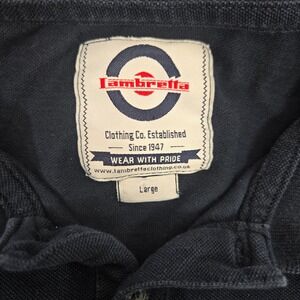 Lambretta
Clothing Co. Established
Since 1947
WEAR WITH PRIDE
www.lambrettaclothing.co.uk
Large